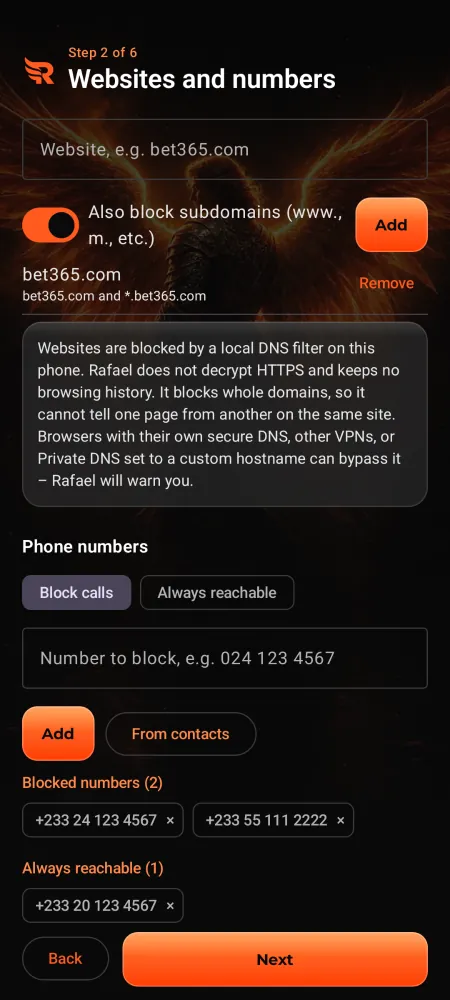 Step 2 of 6
Websites and numbers
Website, e.g. bet365.com
Also block subdomains (www.,
m., etc.)
Add
bet365.com
bet365.com and *.bet365.com
Remove
Websites are blocked by a local DNS filter on this
phone. Rafael does not decrypt HTTPS and keeps no
browsing history. It blocks whole domains, so it
cannot tell one page from another on the same site.
Browsers with their own secure DNS, other VPNs, or
Private DNS set to a custom hostname can bypass it
– Rafael will warn you.
Phone numbers
Block calls
Always reachable
Number to block, e.g. 024 123 4567
Add
From contacts
Blocked numbers (2)
+233 24 123 4567 ×
+233 55 111 2222 ×
Always reachable (1)
+233 20 123 4567 ×
Back
Next